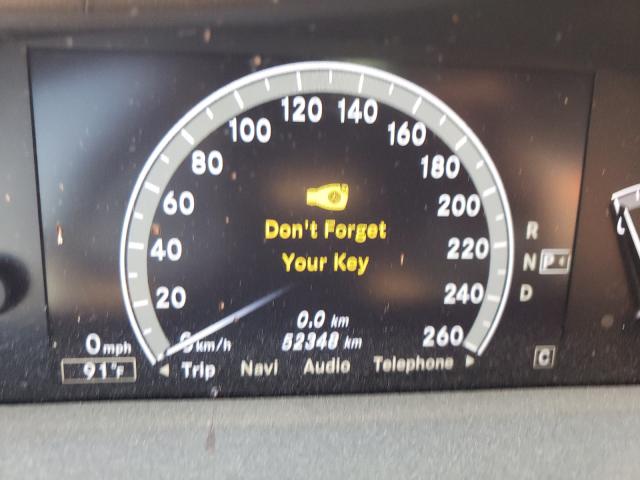 120 140
100 160
80 180
60 200
40 220
20 240
0 km/h 260
Don't Forget
Your Key
R
N P
D
0.0 km
0 mph
52348 km
91°F
Trip Navi Audio Telephone
C